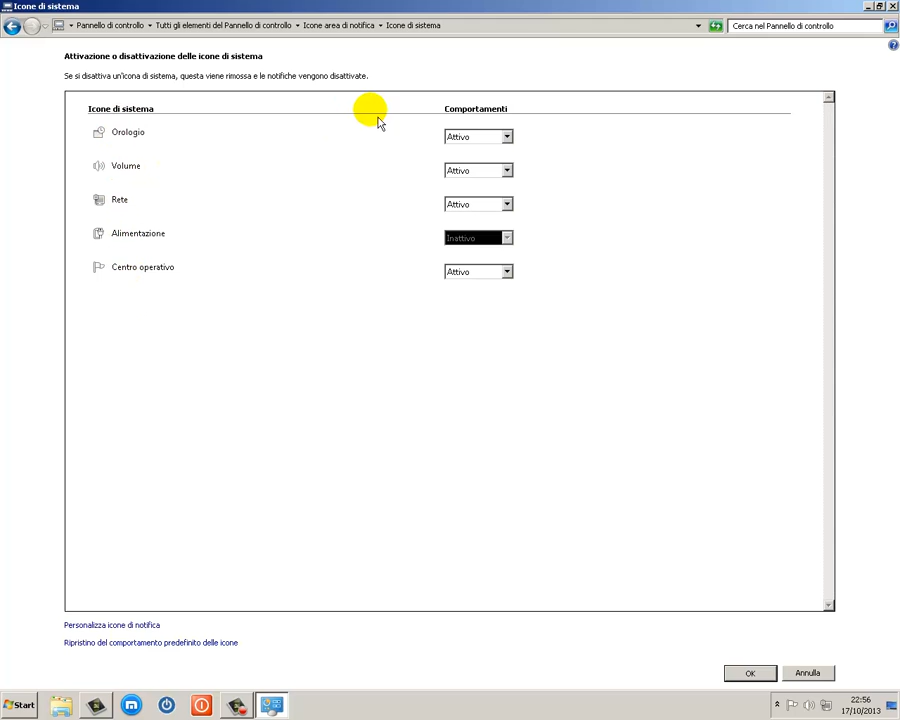 Icone di sistema
Pannello di controllo Tutti gli elementi del Pannello di controllo Icone area di notifica Icone di sistema
Cerca nel Pannello di controllo
Attivazione o disattivazione delle icone di sistema
Se si disattiva un'icona di sistema, questa viene rimossa e le notifiche vengono disattivate.
Icone di sistema Comportamenti
Orologio Attivo
Volume Attivo
Rete Attivo
Alimentazione Inattivo
Centro operativo Attivo
Personalizza icone di notifica
Ripristino del comportamento predefinito delle icone
OK Annulla
Start
22:56
17/10/2013